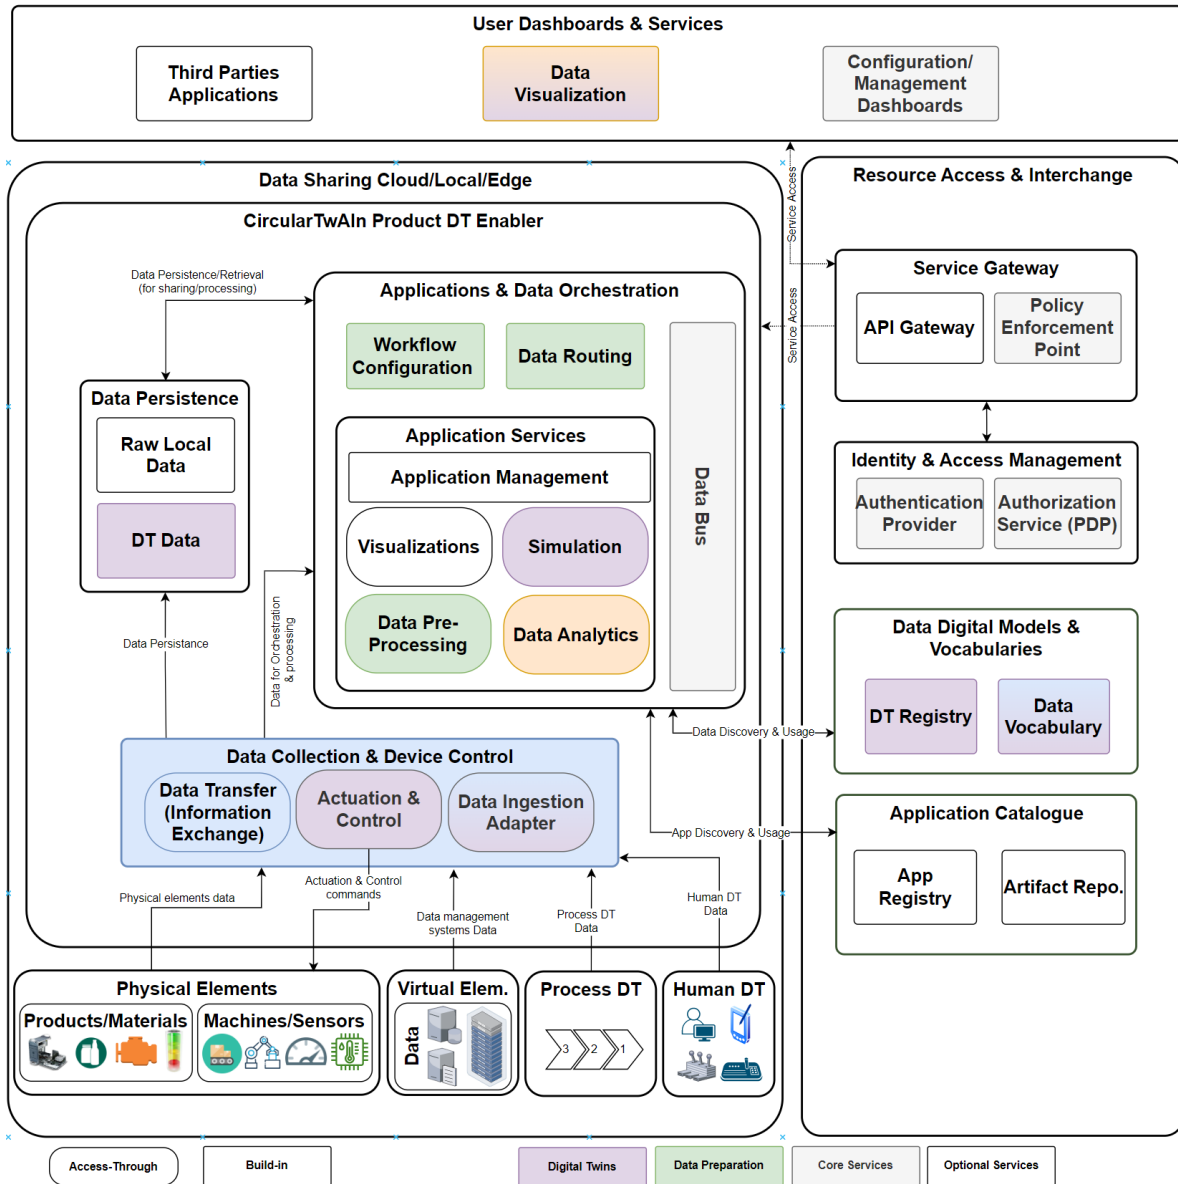 User Dashboards & Services
Third Parties
Applications
Data
Visualization
Configuration/
Management
Dashboards
Service Access
Data Sharing Cloud/Local/Edge
CircularTwAIn Product DT Enabler
Data Persistence/Retrieval
(for sharing/processing)
Applications & Data Orchestration
Workflow
Configuration
Data Routing
Data Bus
Data Persistence
Raw Local
Data
DT Data
Application Services
Application Management
Visualizations
Simulation
Data Pre-
Processing
Data Analytics
Data Persistance
Data for Orchestration
& processing
Service Access
Resource Access & Interchange
Service Gateway
API Gateway
Policy
Enforcement
Point
Identity & Access Management
Authentication
Provider
Authorization
Service (PDP)
Data Digital Models &
Vocabularies
DT Registry
Data
Vocabulary
Data Discovery & Usage
Application Catalogue
App
Registry
Artifact Repo.
App Discovery & Usage
Data Collection & Device Control
Data Transfer
(Information
Exchange)
Actuation &
Control
Data Ingestion
Adapter
Physical elements data
Actuation & Control
commands
Data management
systems Data
Process DT
Data
Human DT
Data
Physical Elements
Products/Materials
Machines/Sensors
Virtual Elem.
Data
Process DT
3
2
1
Human DT
Access-Through
Build-in
Digital Twins
Data Preparation
Core Services
Optional Services